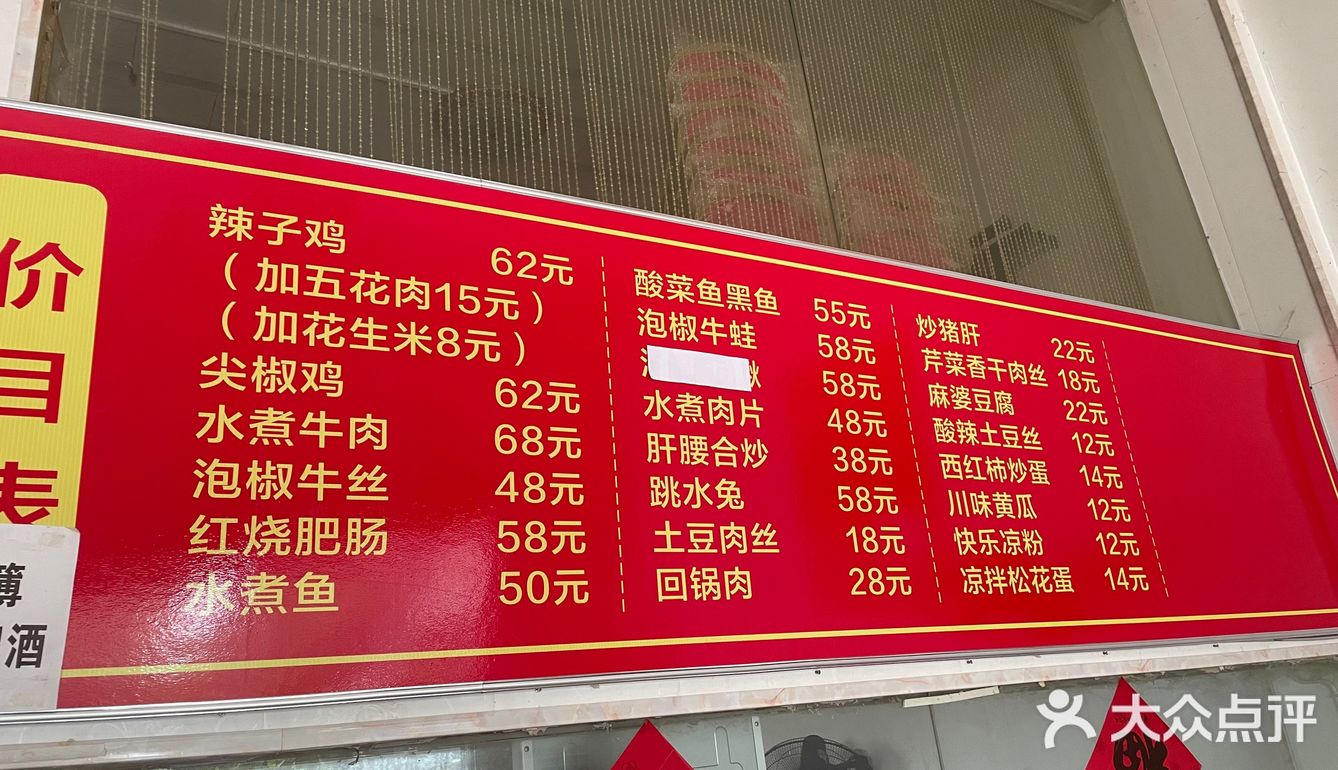 价目表
辣子鸡 62元
（加五花肉15元）
（加花生米8元）
尖椒鸡 62元
水煮牛肉 68元
泡椒牛丝 48元
红烧肥肠 58元
水煮鱼 50元
酸菜鱼黑鱼 55元
泡椒牛蛙 58元
58元
水煮肉片 48元
肝腰合炒 38元
跳水兔 58元
土豆肉丝 18元
回锅肉 28元
炒猪肝 22元
芹菜香干肉丝 18元
麻婆豆腐 22元
酸辣土豆丝 12元
西红柿炒蛋 14元
川味黄瓜 12元
快乐凉粉 12元
凉拌松花蛋 14元
簿
酒
大众点评